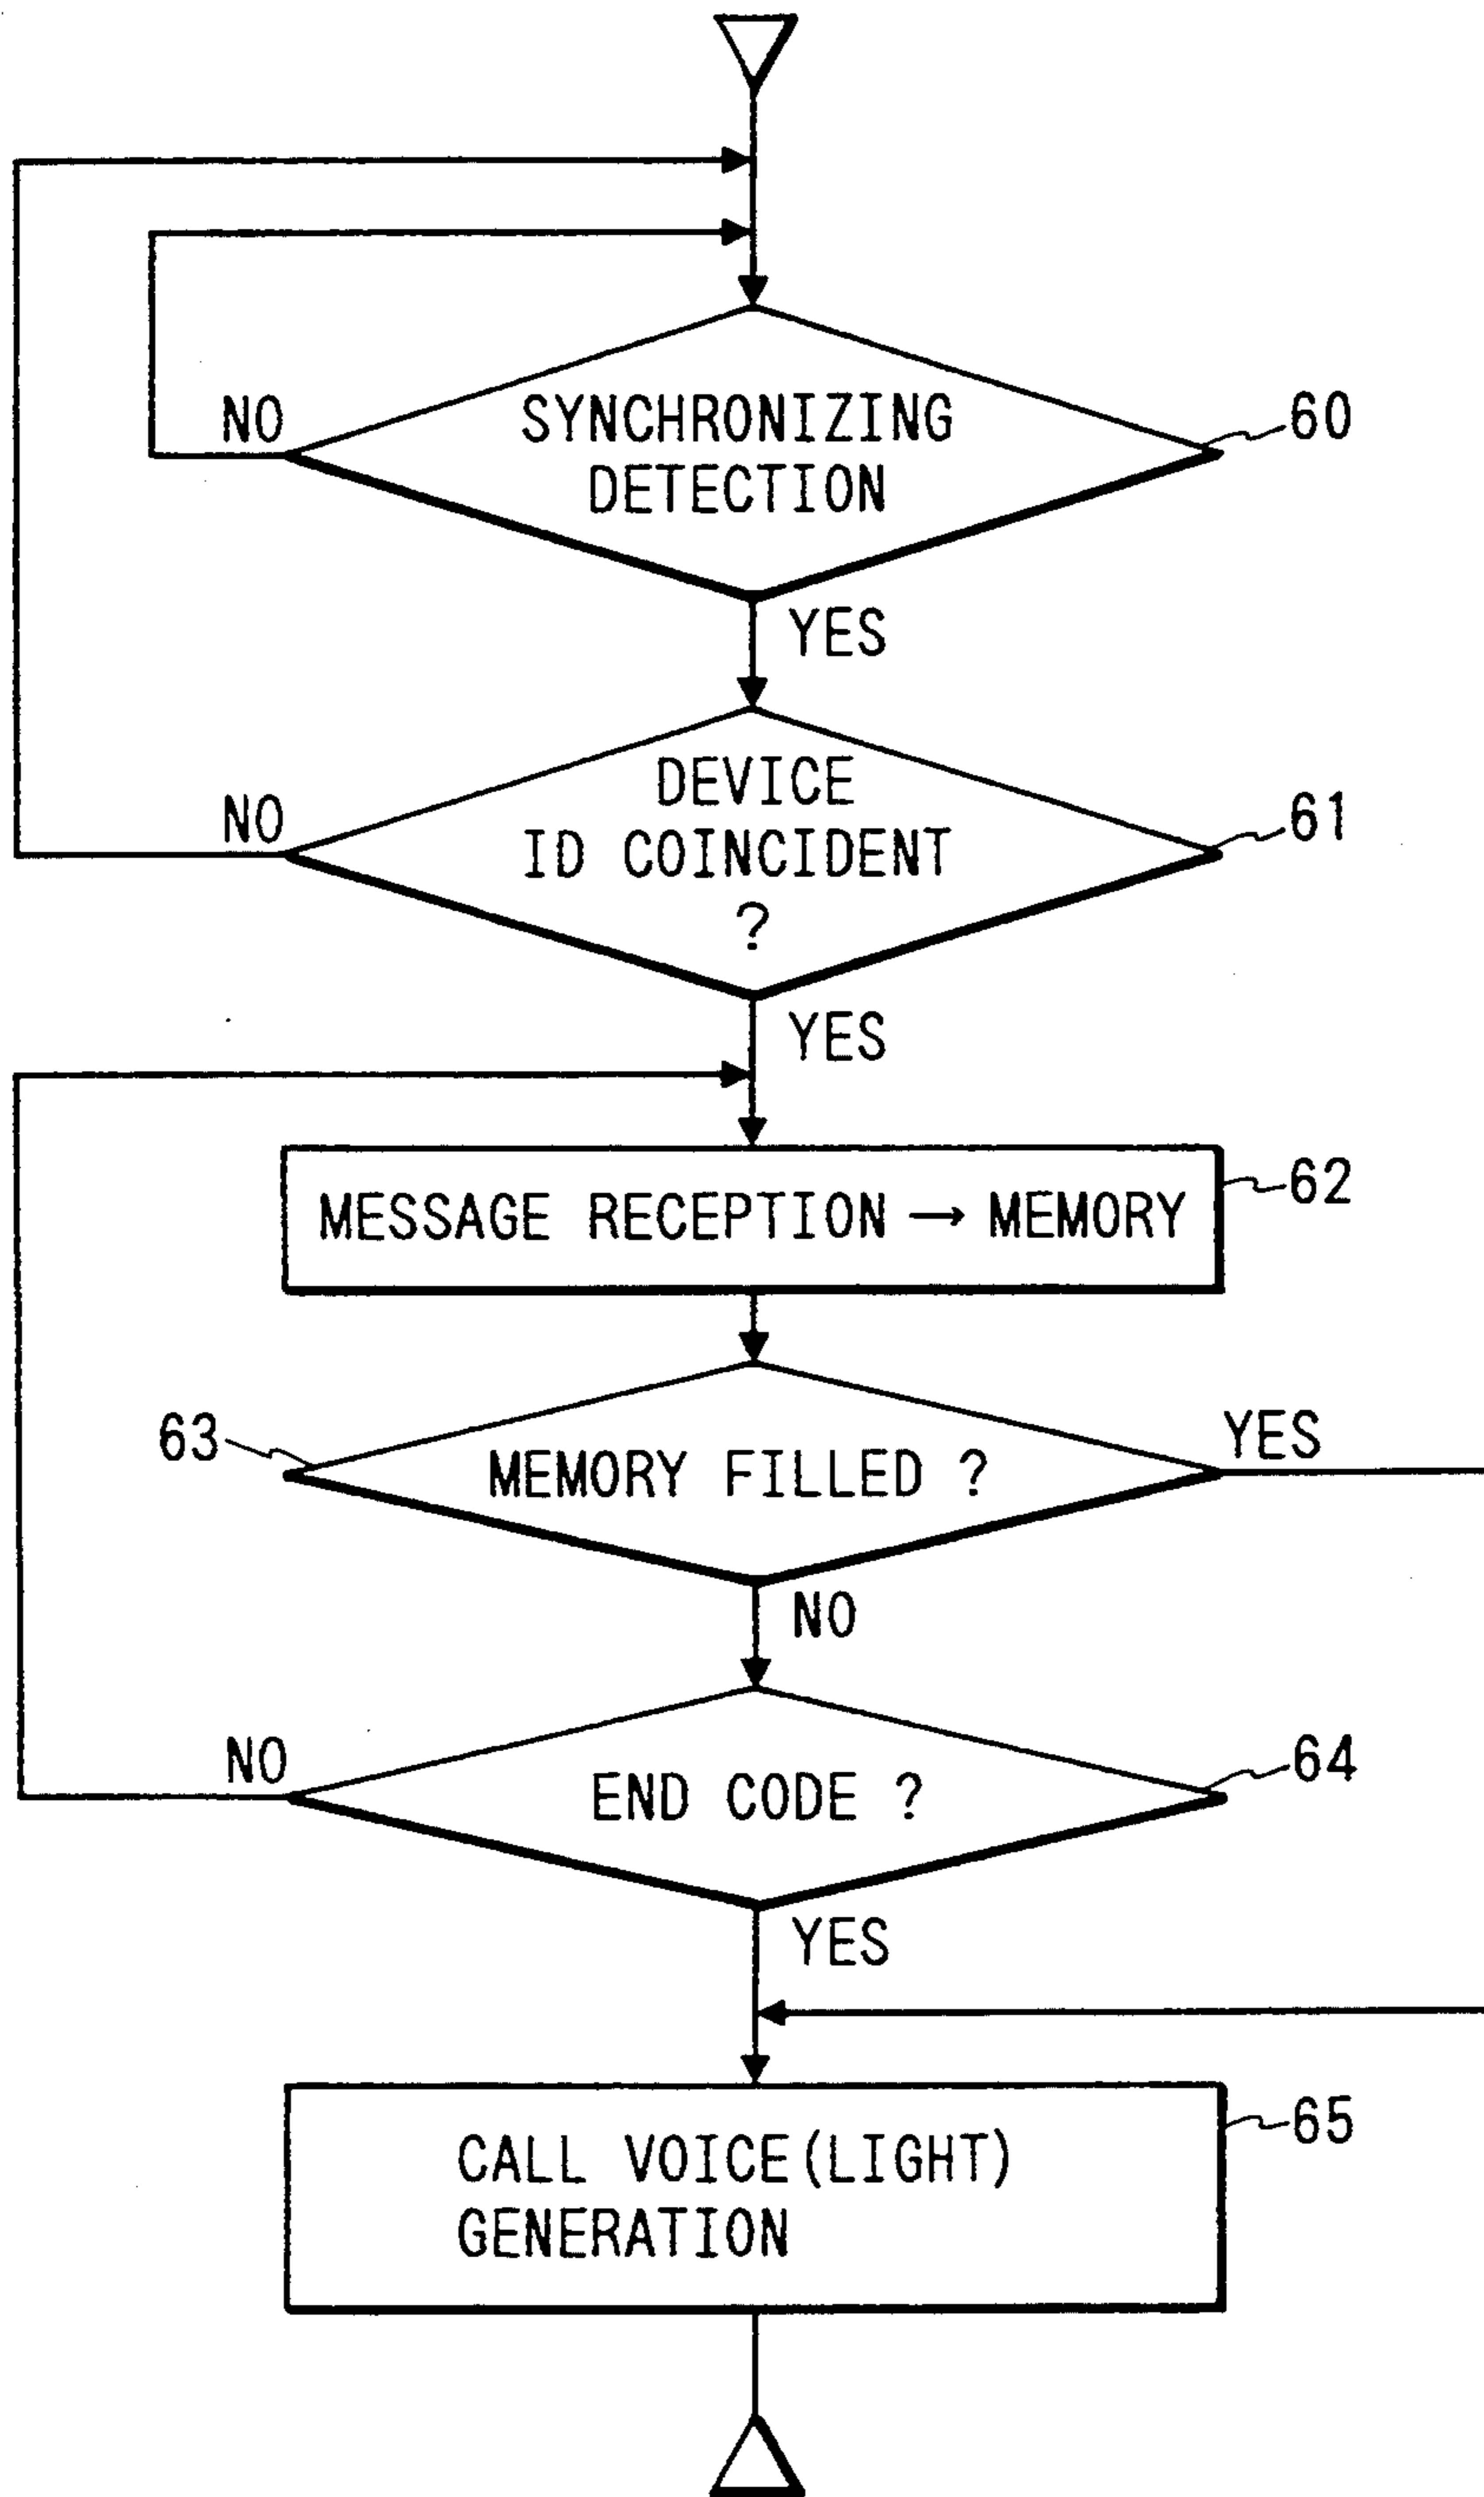 NO
SYNCHRONIZING
DETECTION
60
YES
DEVICE
ID COINCIDENT
?
NO
61
YES
MESSAGE RECEPTION → MEMORY
62
63
MEMORY FILLED ?
YES
NO
NO
END CODE ?
64
YES
CALL VOICE(LIGHT)
GENERATION
65